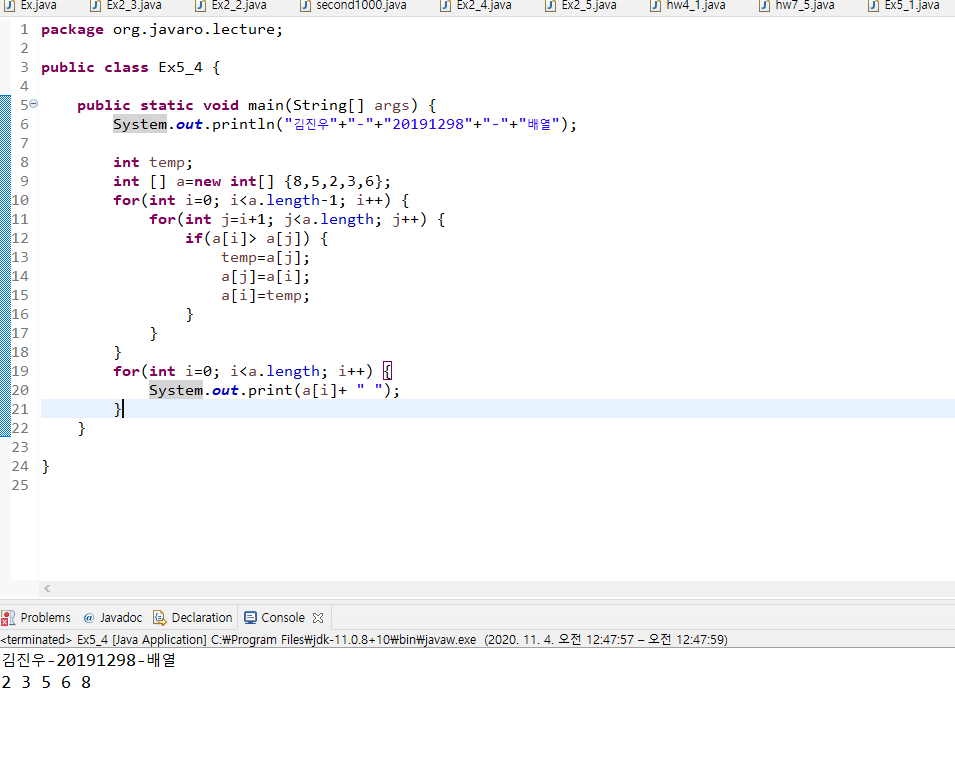 Ex.java Ex2_3.java Ex2_2.java second1000.java Ex2_4.java Ex2_5.java hw4_1.java hw7_5.java Ex5_1.java
1 package org.javaro.lecture;
2
3 public class Ex5_4 {
4
5 public static void main(String[] args) {
6 System.out.println("김진우"+"-"+"20191298"+"-"+"배열");
7
8 int temp;
9 int [] a=new int[] {8,5,2,3,6};
10 for(int i=0; i<a.length-1; i++) {
11 for(int j=i+1; j<a.length; j++) {
12 if(a[i]> a[j]) {
13 temp=a[j];
14 a[j]=a[i];
15 a[i]=temp;
16 }
17 }
18 }
19 for(int i=0; i<a.length; i++) {
20 System.out.print(a[i]+ " ");
21 }
22 }
23
24 }
25
Problems @ Javadoc Declaration Console
<terminated> Ex5_4 [Java Application] C:₩Program Files₩jdk-11.0.8+10₩bin₩javaw.exe (2020. 11. 4. 오전 12:47:57 – 오전 12:47:59)
김진우-20191298-배열
2 3 5 6 8